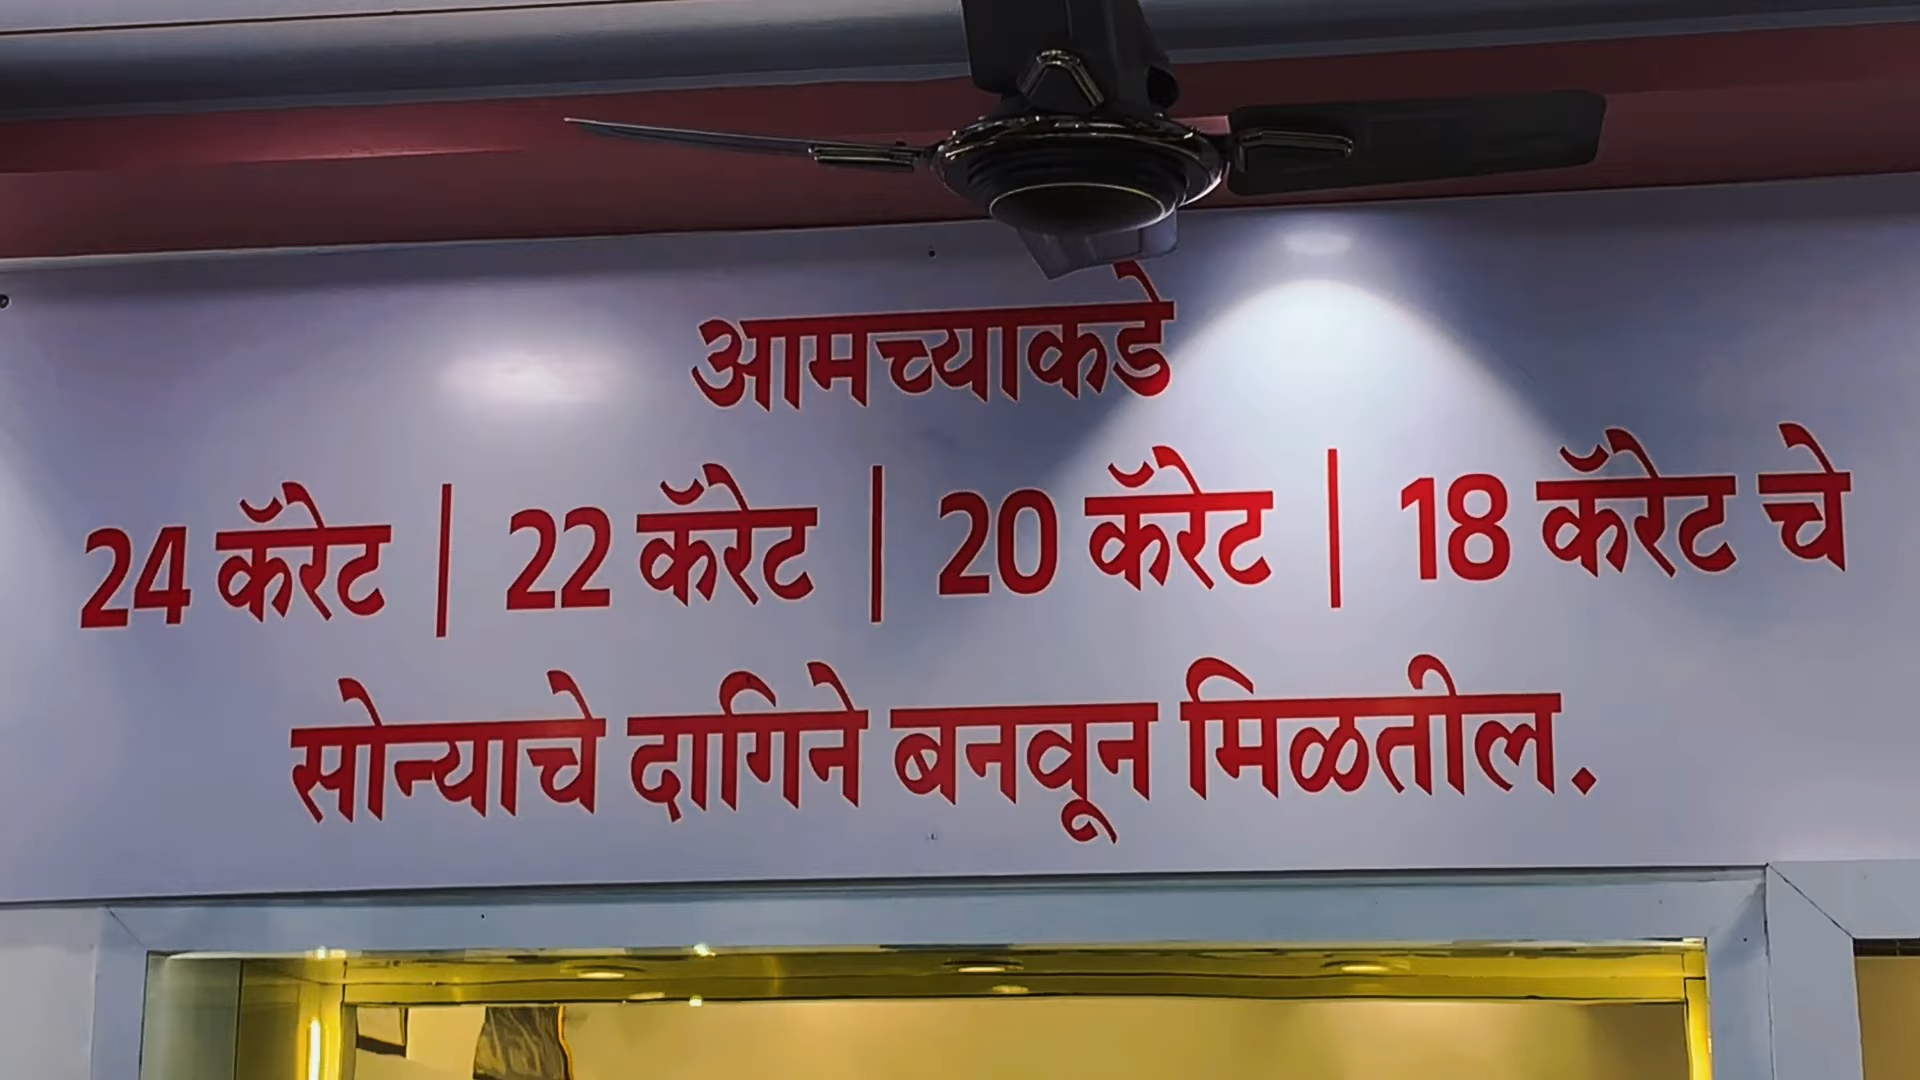 आमच्याकडे
24 कॅरेट | 22 कॅरेट | 20 कॅरेट | 18 कॅरेट चे
सोन्याचे दागिने बनवून मिळतील.